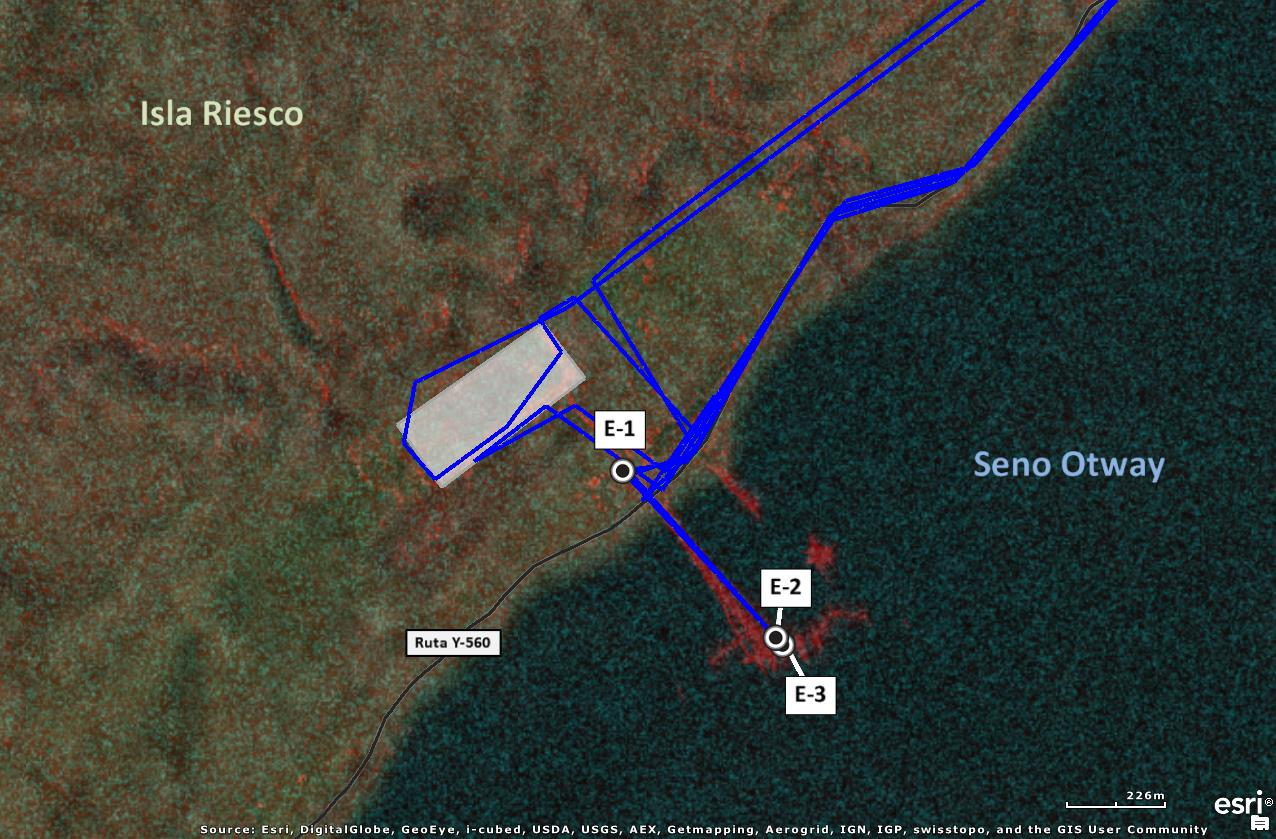 Isla Riesco
E-1
Seno Otway
E-2
Ruta Y-560
E-3
226m
esri®
Source: Esri, DigitalGlobe, GeoEye, i-cubed, USDA, USGS, AEX, Getmapping, Aerogrid, IGN, IGP, swisstopo, and the GIS User Community